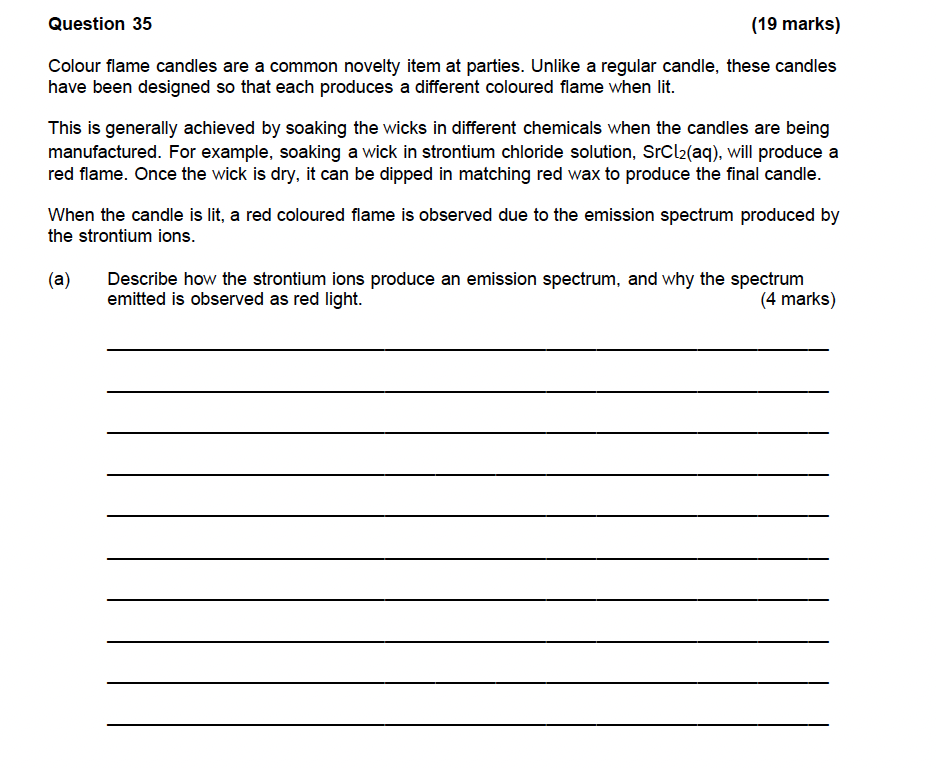 Question 35 (19 marks)
Colour flame candles are a common novelty item at parties. Unlike a regular candle, these candles
have been designed so that each produces a different coloured flame when lit.
This is generally achieved by soaking the wicks in different chemicals when the candles are being
manufactured. For example, soaking a wick in strontium chloride solution, SrCl₂(aq), will produce a
red flame. Once the wick is dry, it can be dipped in matching red wax to produce the final candle.
When the candle is lit, a red coloured flame is observed due to the emission spectrum produced by
the strontium ions.
(a) Describe how the strontium ions produce an emission spectrum, and why the spectrum
emitted is observed as red light. (4 marks)